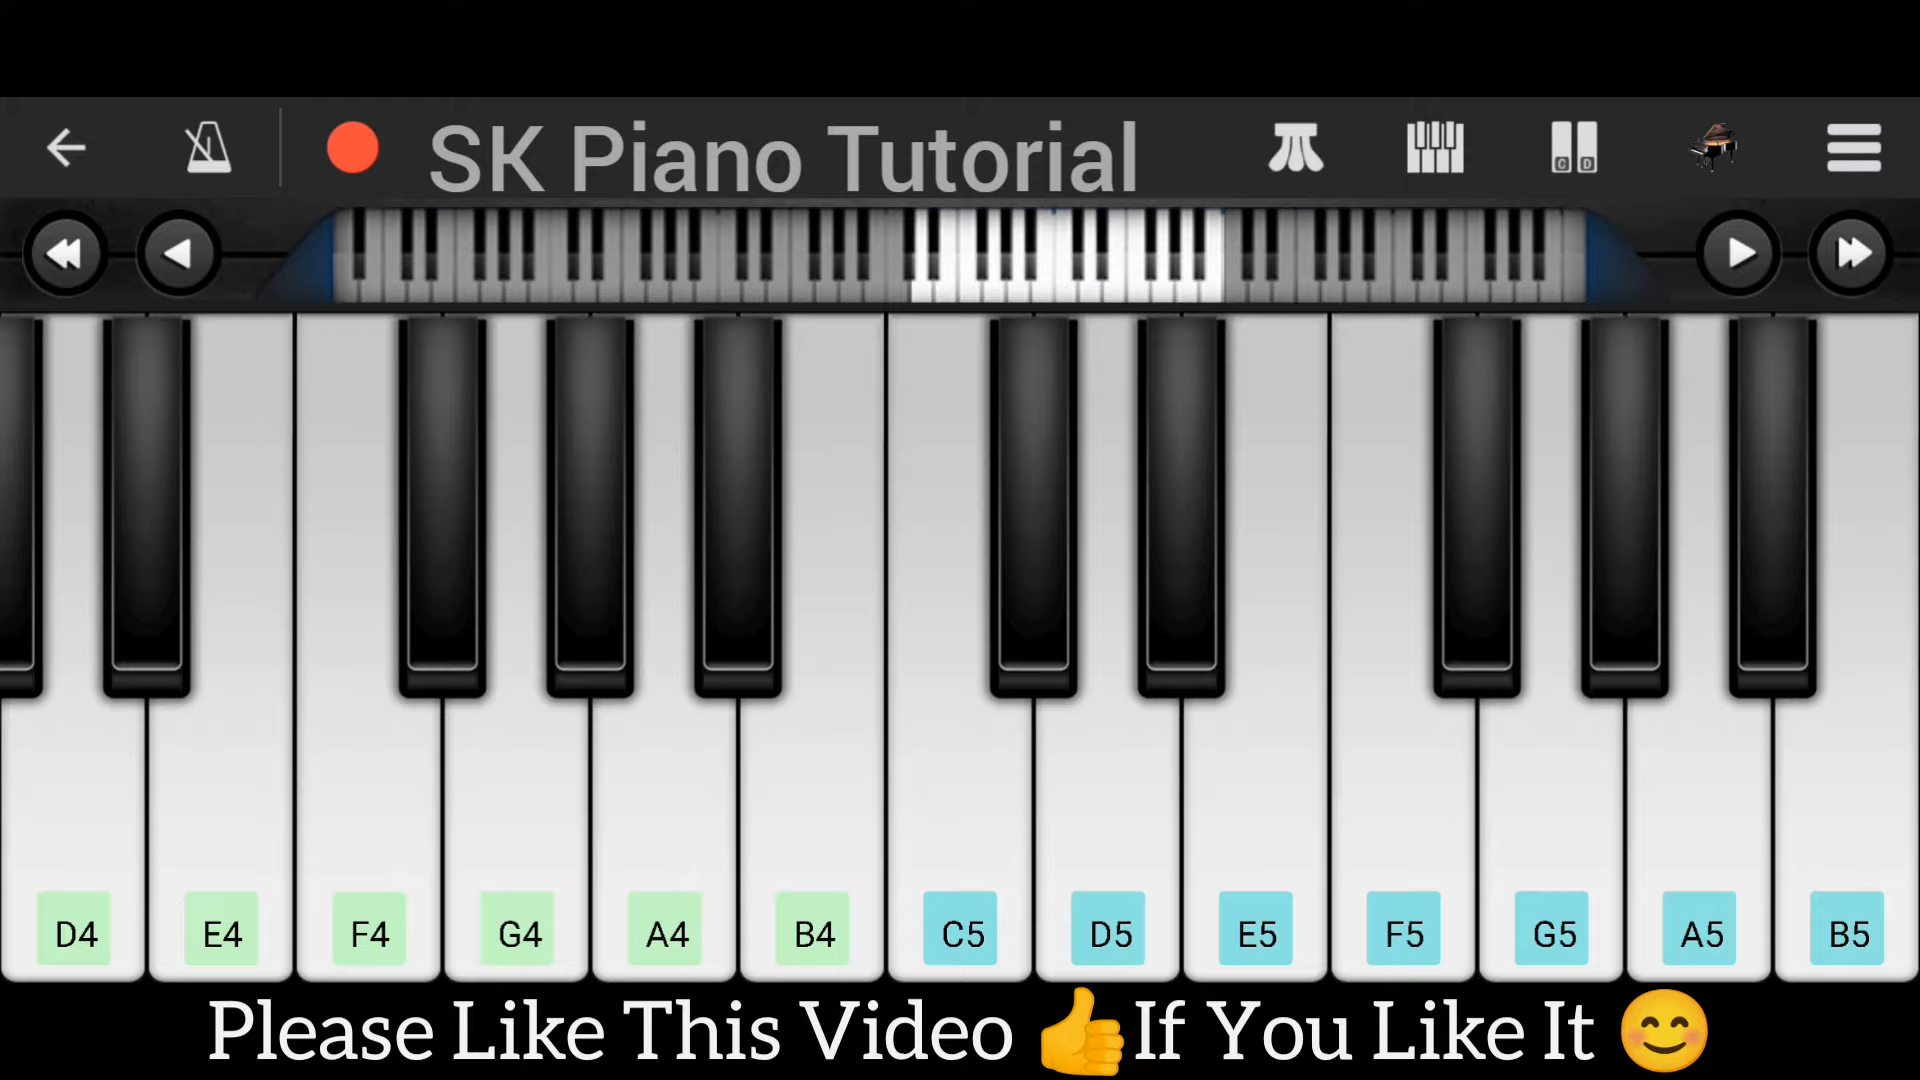 SK Piano Tutorial
C D
D4 E4 F4 G4 A4 B4 C5 D5 E5 F5 G5 A5 B5
Please Like This Video 👍If You Like It 😊